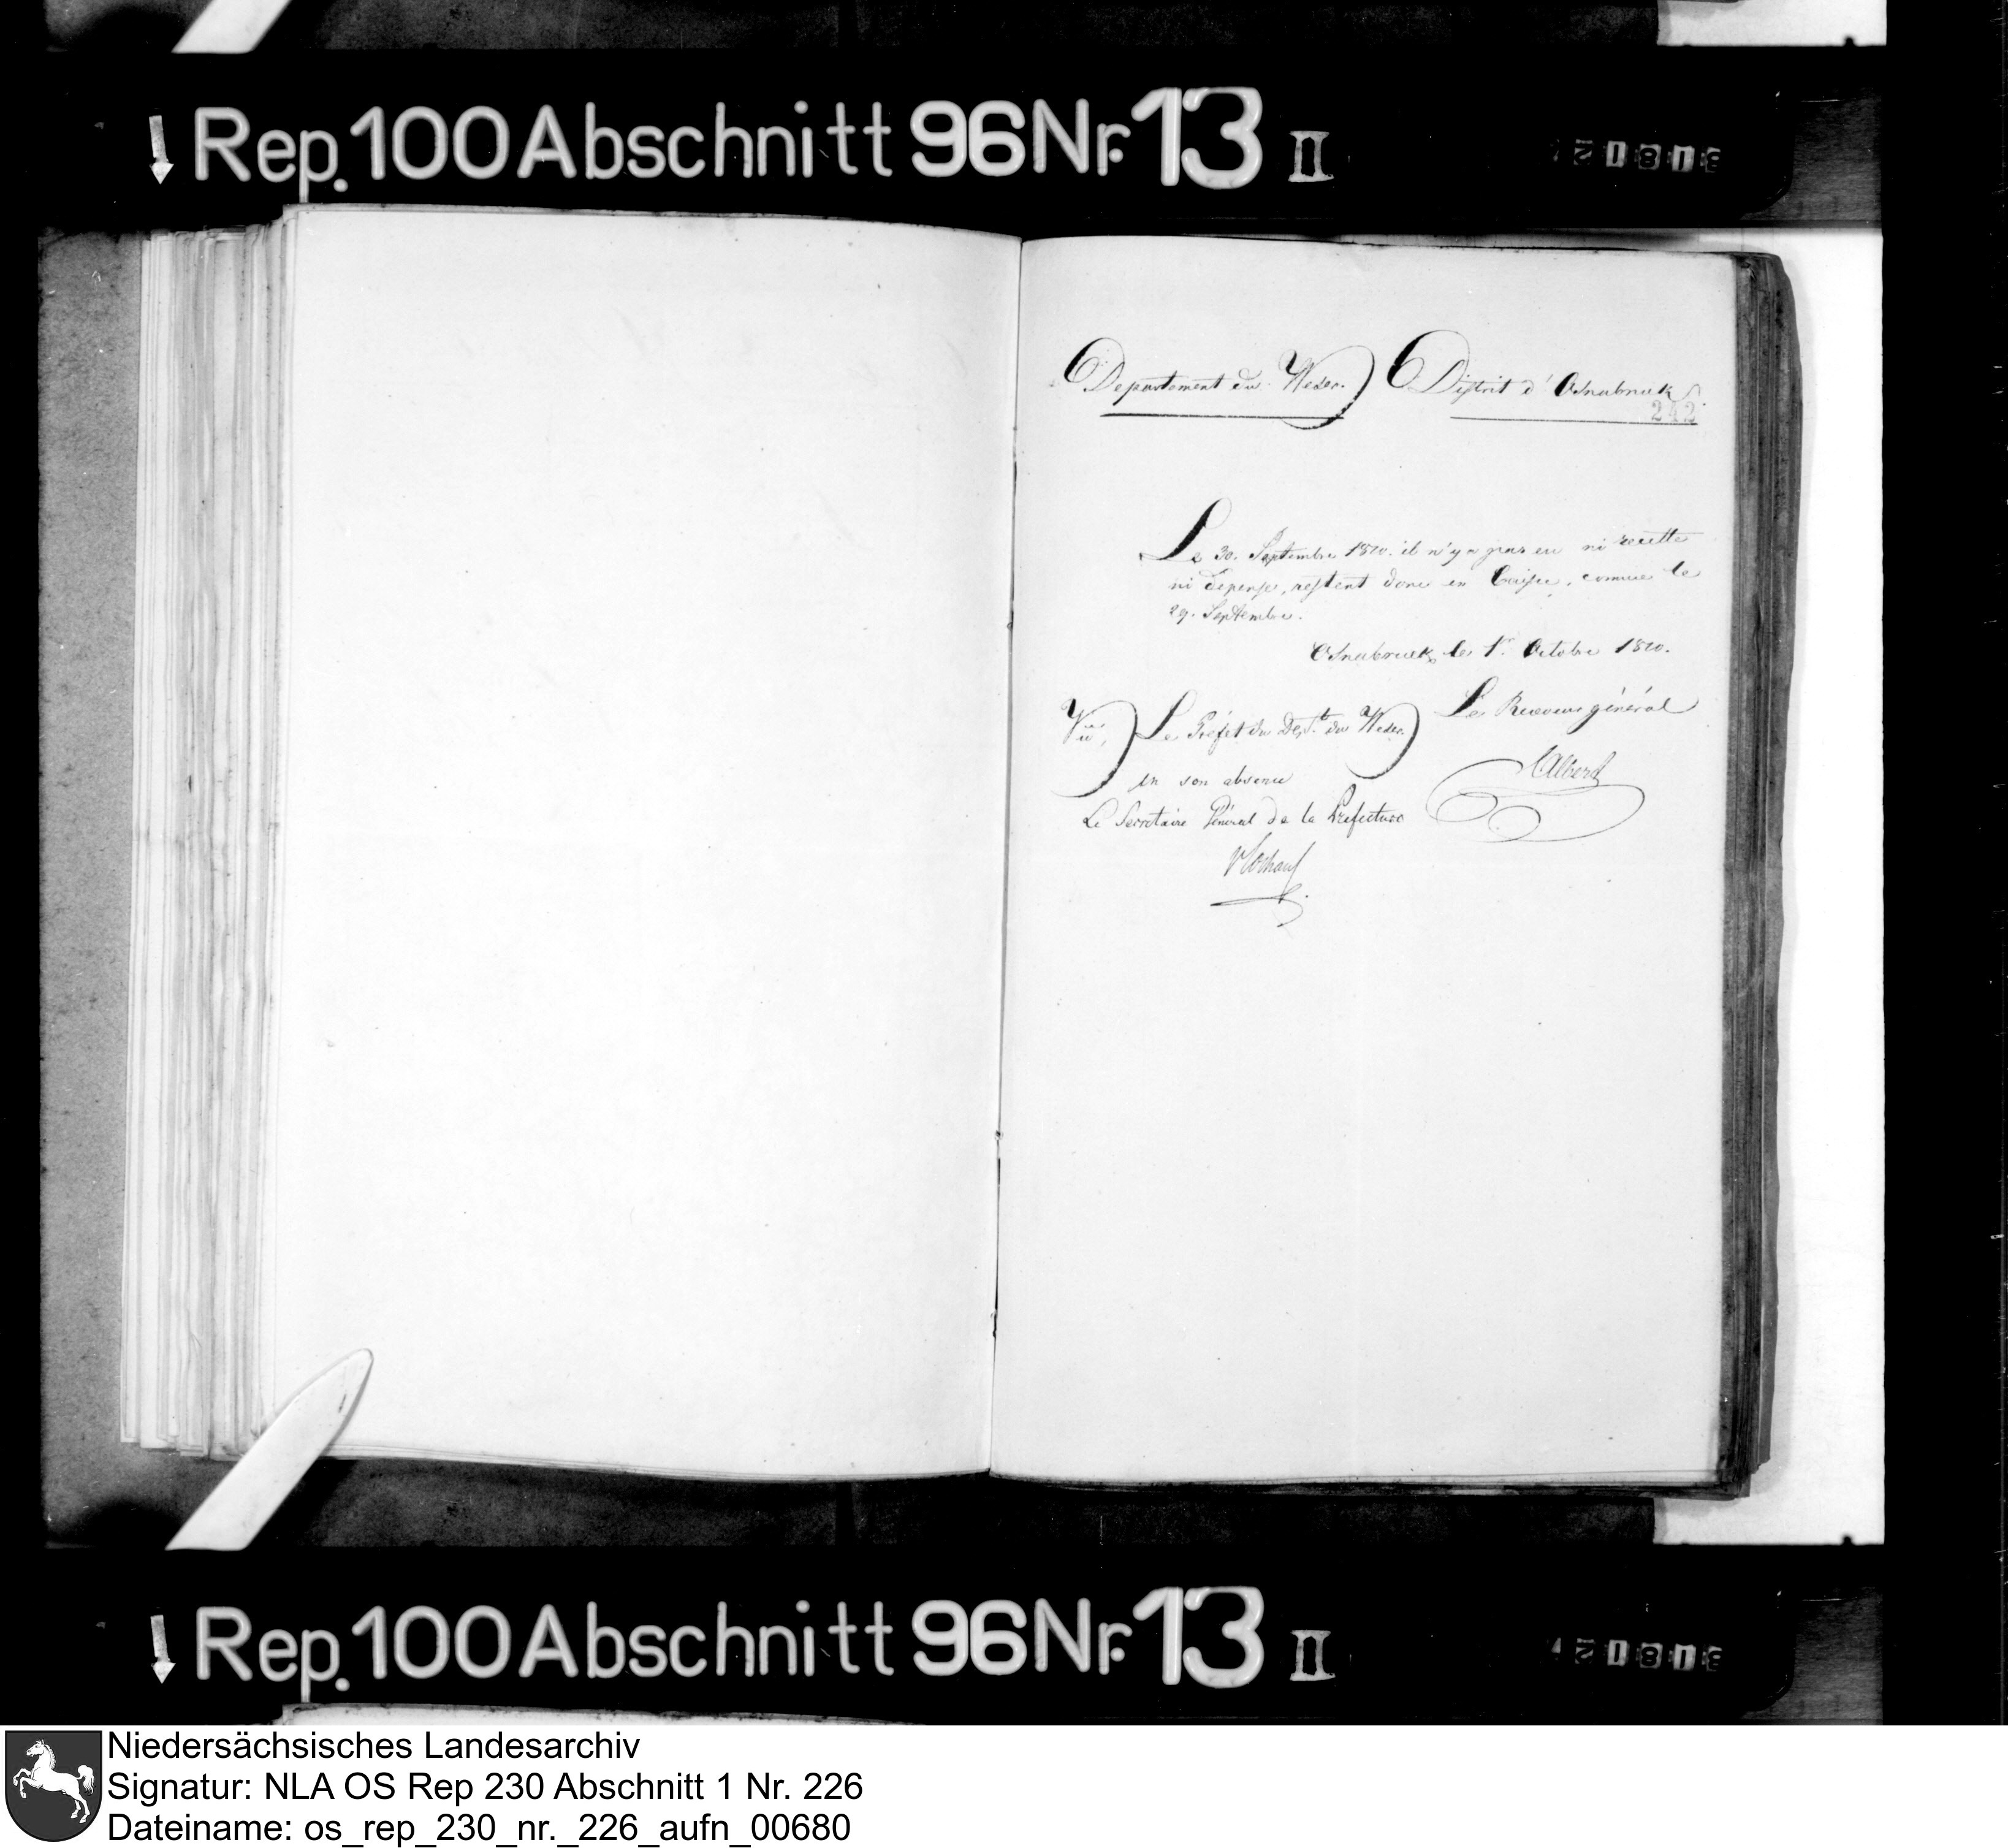 Rep. 100 Abschnitt 96 Nr. 13 II
Departement du Weser. District d'Osnabruck
242
Le 30. Septembre 1810. il n'y a pas eu ni recette
ni depense, restent donc en Caisse, comme le
29. Septembre.
Osnabruck, le 1r. Octobre 1810.
Vu, Le Préfet du Dept. du Weser.
Le Receveur général
en son absence
Albers
Le Secretaire Général de la Prefecture
Rep. 100 Abschnitt 96 Nr. 13 II
Niedersächsisches Landesarchiv
Signatur: NLA OS Rep 230 Abschnitt 1 Nr. 226
Dateiname: os_rep_230_nr._226_aufn_00680